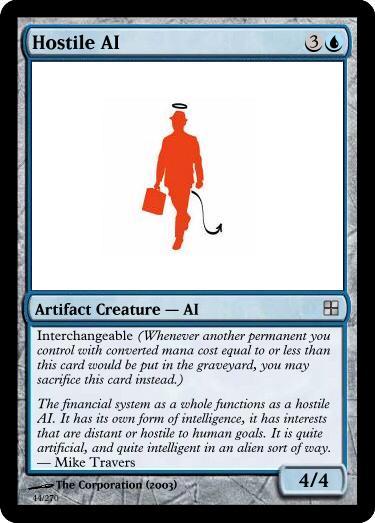 Hostile AI 3
Artifact Creature — AI
Interchangeable (Whenever another permanent you
control with converted mana cost equal to or less than
this card would be put in the graveyard, you may
sacrifice this card instead.)
The financial system as a whole functions as a hostile
AI. It has its own form of intelligence, it has interests
that are distant or hostile to human goals. It is quite
artificial, and quite intelligent in an alien sort of way.
— Mike Travers
4/4
The Corporation (2003)
44/270